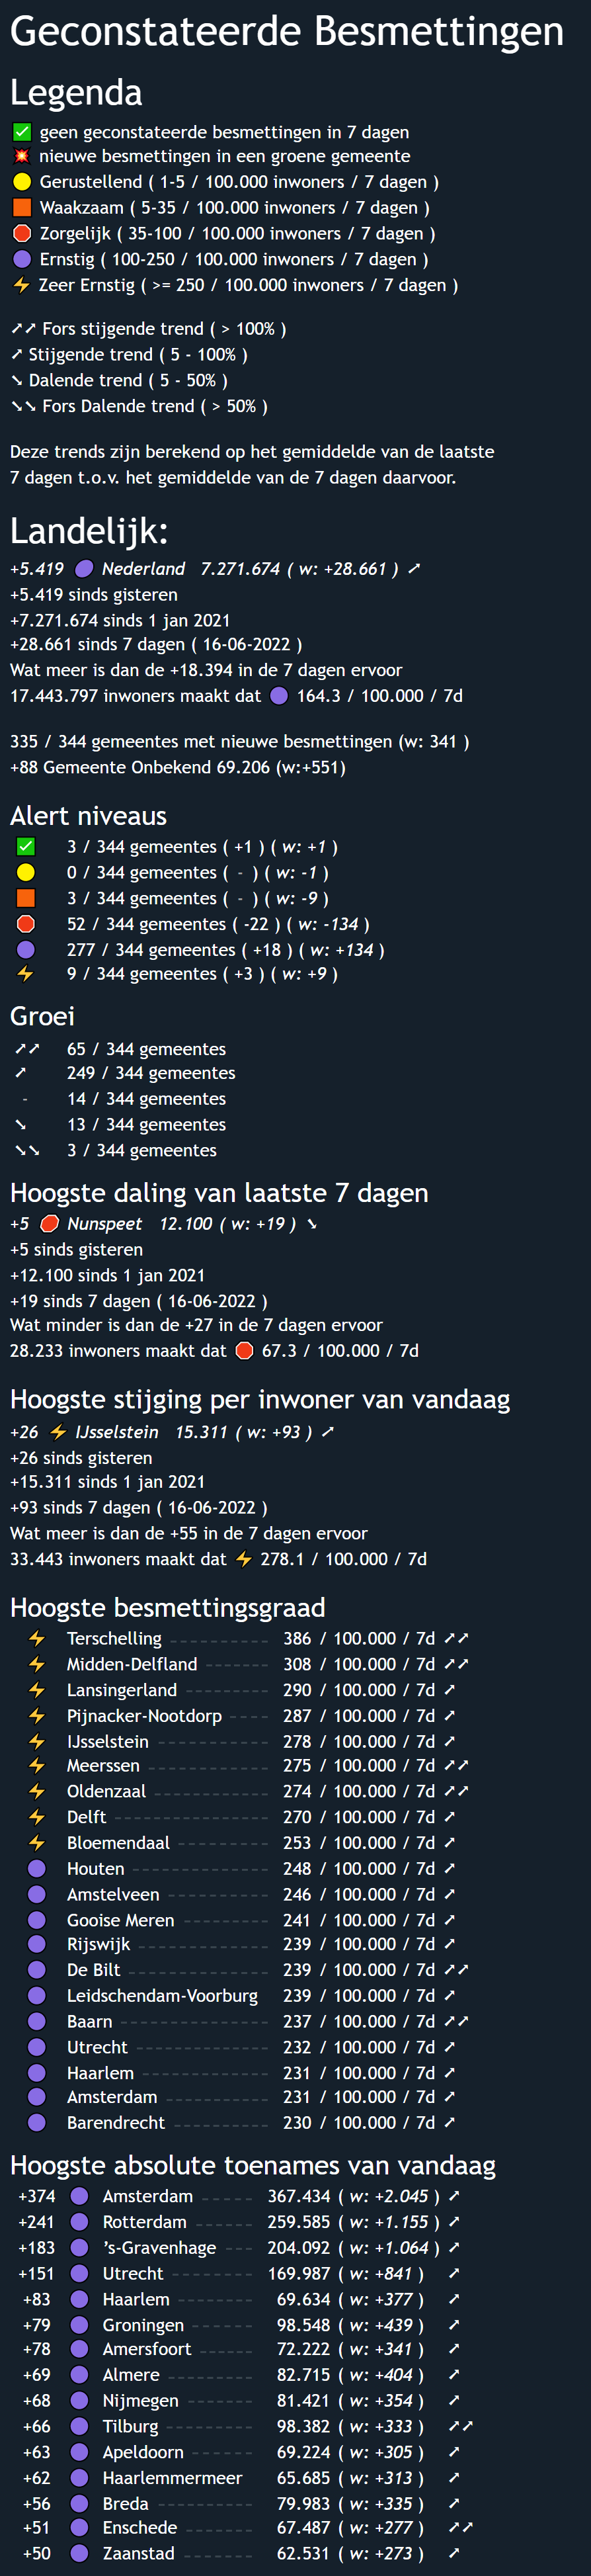 Geconstateerde Besmettingen
Legenda
✅ geen geconstateerde besmettingen in 7 dagen
💥 nieuwe besmettingen in een groene gemeente
🟡 Gerustellend ( 1-5 / 100.000 inwoners / 7 dagen )
🟧 Waakzaam ( 5-35 / 100.000 inwoners / 7 dagen )
🛑 Zorgelijk ( 35-100 / 100.000 inwoners / 7 dagen )
🟣 Ernstig ( 100-250 / 100.000 inwoners / 7 dagen )
⚡ Zeer Ernstig ( >= 250 / 100.000 inwoners / 7 dagen )
➚➚ Fors stijgende trend ( > 100% )
➚ Stijgende trend ( 5 - 100% )
➘ Dalende trend ( 5 - 50% )
➘➘ Fors Dalende trend ( > 50% )
Deze trends zijn berekend op het gemiddelde van de laatste
7 dagen t.o.v. het gemiddelde van de 7 dagen daarvoor.
Landelijk:
+5.419 🟣 Nederland 7.271.674 ( w: +28.661 ) ➚
+5.419 sinds gisteren
+7.271.674 sinds 1 jan 2021
+28.661 sinds 7 dagen ( 16-06-2022 )
Wat meer is dan de +18.394 in de 7 dagen ervoor
17.443.797 inwoners maakt dat 🟣 164.3 / 100.000 / 7d
335 / 344 gemeentes met nieuwe besmettingen (w: 341 )
+88 Gemeente Onbekend 69.206 (w:+551)
Alert niveaus
✅ 3 / 344 gemeentes ( +1 ) ( w: +1 )
🟡 0 / 344 gemeentes ( - ) ( w: -1 )
🟧 3 / 344 gemeentes ( - ) ( w: -9 )
🛑 52 / 344 gemeentes ( -22 ) ( w: -134 )
🟣 277 / 344 gemeentes ( +18 ) ( w: +134 )
⚡ 9 / 344 gemeentes ( +3 ) ( w: +9 )
Groei
➚➚ 65 / 344 gemeentes
➚ 249 / 344 gemeentes
- 14 / 344 gemeentes
➘ 13 / 344 gemeentes
➘➘ 3 / 344 gemeentes
Hoogste daling van laatste 7 dagen
+5 🛑 Nunspeet 12.100 ( w: +19 ) ➘
+5 sinds gisteren
+12.100 sinds 1 jan 2021
+19 sinds 7 dagen ( 16-06-2022 )
Wat minder is dan de +27 in de 7 dagen ervoor
28.233 inwoners maakt dat 🛑 67.3 / 100.000 / 7d
Hoogste stijging per inwoner van vandaag
+26 ⚡ IJsselstein 15.311 ( w: +93 ) ➚
+26 sinds gisteren
+15.311 sinds 1 jan 2021
+93 sinds 7 dagen ( 16-06-2022 )
Wat meer is dan de +55 in de 7 dagen ervoor
33.443 inwoners maakt dat ⚡ 278.1 / 100.000 / 7d
Hoogste besmettingsgraad
⚡ Terschelling 386 / 100.000 / 7d ➚➚
⚡ Midden-Delfland 308 / 100.000 / 7d ➚➚
⚡ Lansingerland 290 / 100.000 / 7d ➚
⚡ Pijnacker-Nootdorp 287 / 100.000 / 7d ➚
⚡ IJsselstein 278 / 100.000 / 7d ➚
⚡ Meerssen 275 / 100.000 / 7d ➚➚
⚡ Oldenzaal 274 / 100.000 / 7d ➚➚
⚡ Delft 270 / 100.000 / 7d ➚
⚡ Bloemendaal 253 / 100.000 / 7d ➚
🟣 Houten 248 / 100.000 / 7d ➚
🟣 Amstelveen 246 / 100.000 / 7d ➚
🟣 Gooise Meren 241 / 100.000 / 7d ➚
🟣 Rijswijk 239 / 100.000 / 7d ➚
🟣 De Bilt 239 / 100.000 / 7d ➚➚
🟣 Leidschendam-Voorburg 239 / 100.000 / 7d ➚
🟣 Baarn 237 / 100.000 / 7d ➚➚
🟣 Utrecht 232 / 100.000 / 7d ➚
🟣 Haarlem 231 / 100.000 / 7d ➚
🟣 Amsterdam 231 / 100.000 / 7d ➚
🟣 Barendrecht 230 / 100.000 / 7d ➚
Hoogste absolute toenames van vandaag
+374 🟣 Amsterdam 367.434 ( w: +2.045 ) ➚
+241 🟣 Rotterdam 259.585 ( w: +1.155 ) ➚
+183 🟣 's-Gravenhage 204.092 ( w: +1.064 ) ➚
+151 🟣 Utrecht 169.987 ( w: +841 ) ➚
+83 🟣 Haarlem 69.634 ( w: +377 ) ➚
+79 🟣 Groningen 98.548 ( w: +439 ) ➚
+78 🟣 Amersfoort 72.222 ( w: +341 ) ➚
+69 🟣 Almere 82.715 ( w: +404 ) ➚
+68 🟣 Nijmegen 81.421 ( w: +354 ) ➚
+66 🟣 Tilburg 98.382 ( w: +333 ) ➚➚
+63 🟣 Apeldoorn 69.224 ( w: +305 ) ➚
+62 🟣 Haarlemmermeer 65.685 ( w: +313 ) ➚
+56 🟣 Breda 79.983 ( w: +335 ) ➚
+51 🟣 Enschede 67.487 ( w: +277 ) ➚➚
+50 🟣 Zaanstad 62.531 ( w: +273 ) ➚